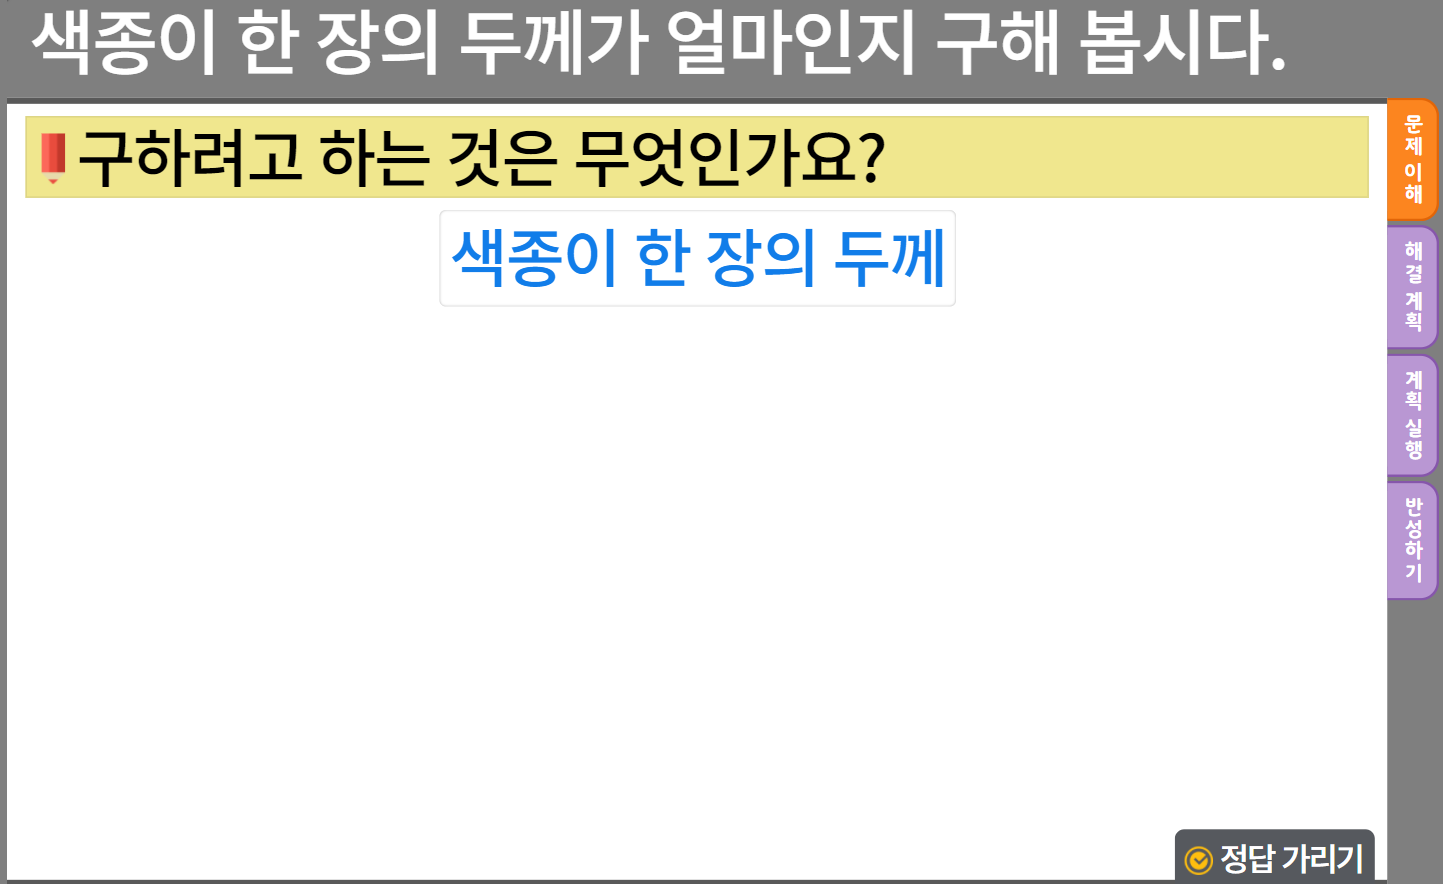 색종이 한 장의 두께가 얼마인지 구해 봅시다.
구하려고 하는 것은 무엇인가요?
색종이 한 장의 두께
문제 이해
해결 계획
계획 실행
반성하기
정답 가리기